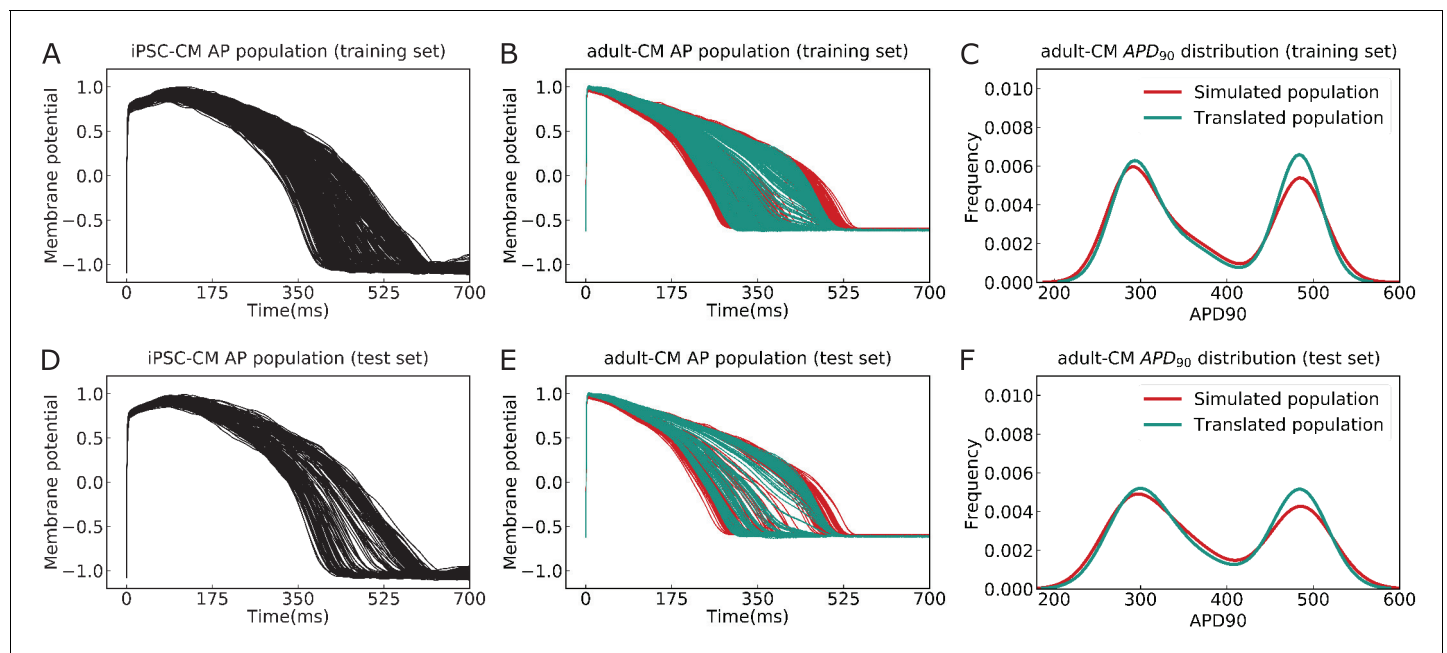 A
iPSC-CM AP population (training set)
Membrane potential
1.0
0.5
0.0
−0.5
−1.0
0 175 350 525 700
Time(ms)
B
adult-CM AP population (training set)
Membrane potential
1.0
0.5
0.0
−0.5
−1.0
0 175 350 525 700
Time(ms)
C
adult-CM APD90 distribution (training set)
Frequency
0.010
0.008
0.006
0.004
0.002
0.000
Simulated population
Translated population
200 300 400 500 600
APD90
D
iPSC-CM AP population (test set)
Membrane potential
1.0
0.5
0.0
−0.5
−1.0
0 175 350 525 700
Time(ms)
E
adult-CM AP population (test set)
Membrane potential
1.0
0.5
0.0
−0.5
−1.0
0 175 350 525 700
Time(ms)
F
adult-CM APD90 distribution (test set)
Frequency
0.010
0.008
0.006
0.004
0.002
0.000
Simulated population
Translated population
200 300 400 500 600
APD90